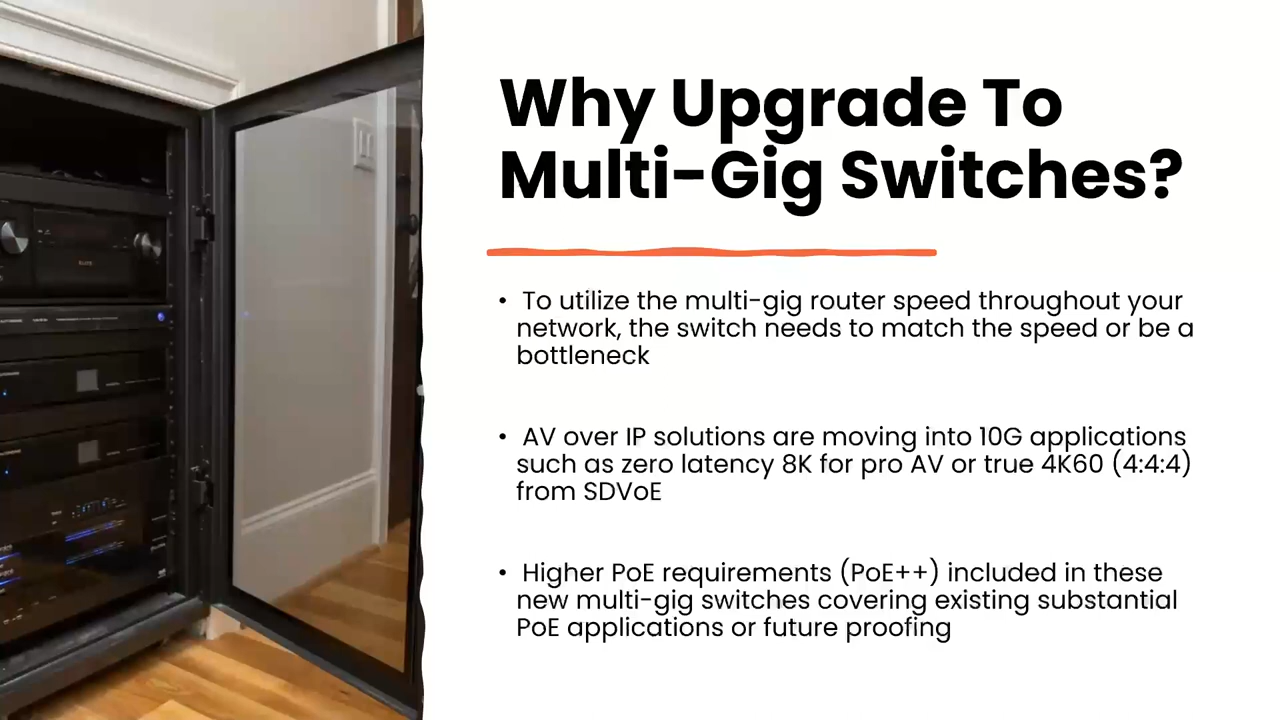 Why Upgrade To
Multi-Gig Switches?
• To utilize the multi-gig router speed throughout your
network, the switch needs to match the speed or be a
bottleneck
• AV over IP solutions are moving into 10G applications
such as zero latency 8K for pro AV or true 4K60 (4:4:4)
from SDVoE
• Higher PoE requirements (PoE++) included in these
new multi-gig switches covering existing substantial
PoE applications or future proofing